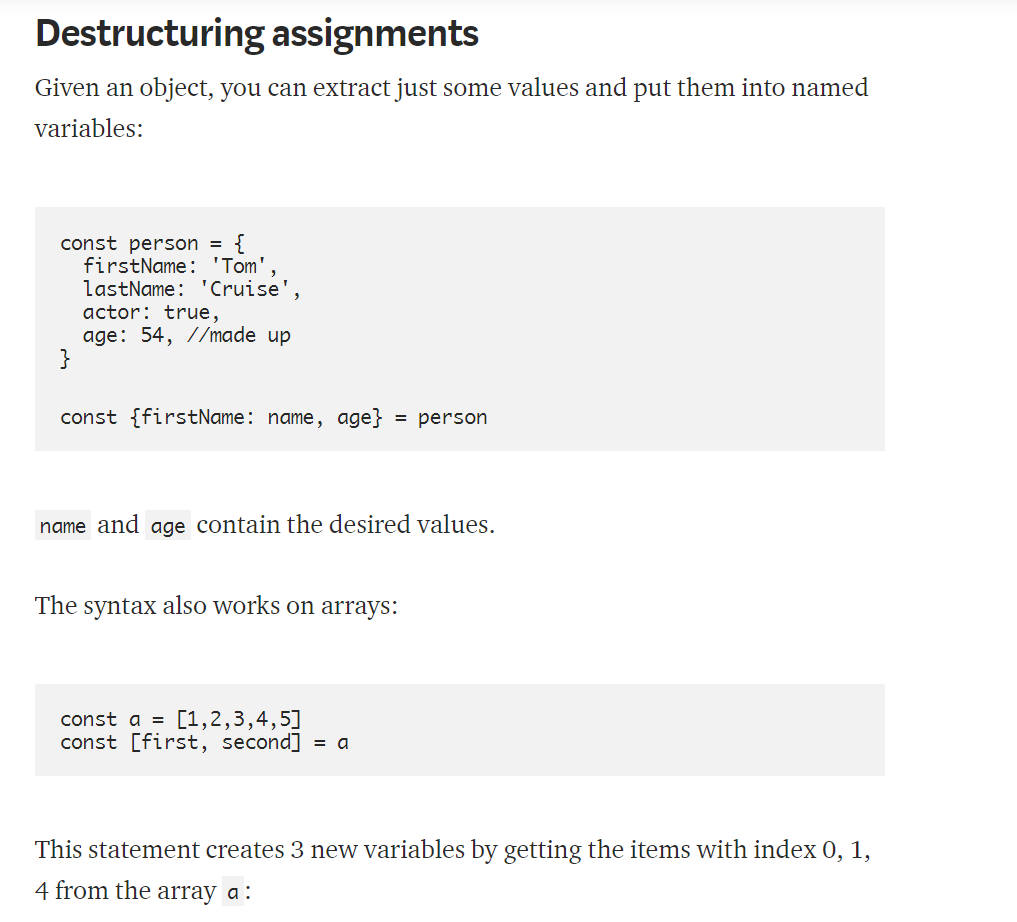 Destructuring assignments
Given an object, you can extract just some values and put them into named
variables:
const person = {
  firstName: 'Tom',
  lastName: 'Cruise',
  actor: true,
  age: 54, //made up
}
const {firstName: name, age} = person
name and age contain the desired values.
The syntax also works on arrays:
const a = [1,2,3,4,5]
const [first, second] = a
This statement creates 3 new variables by getting the items with index 0, 1,
4 from the array a: